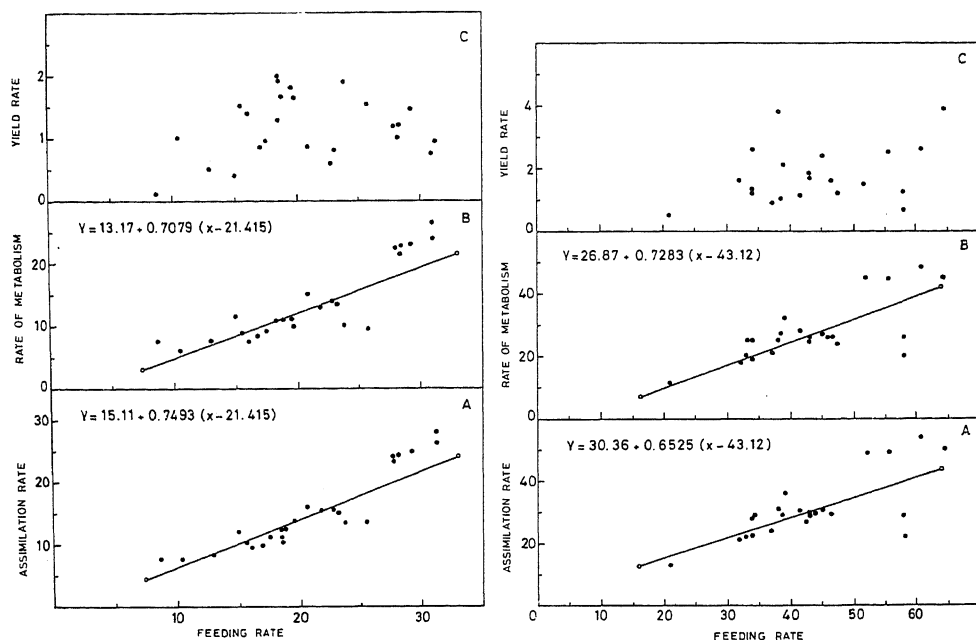 C
YIELD RATE
2
1
0
B
Y = 13.17 + 0.7079 (x – 21.415)
RATE OF METABOLISM
20
10
0
A
Y = 15.11 + 0.7493 (x – 21.415)
ASSIMILATION RATE
30
20
10
10
20
30
FEEDING RATE
C
YIELD RATE
4
2
0
B
Y = 26.87 + 0.7283 (x – 43.12)
RATE OF METABOLISM
40
20
0
A
Y = 30.36 + 0.6525 (x – 43.12)
ASSIMILATION RATE
40
20
0
0
10
20
30
40
50
60
FEEDING RATE